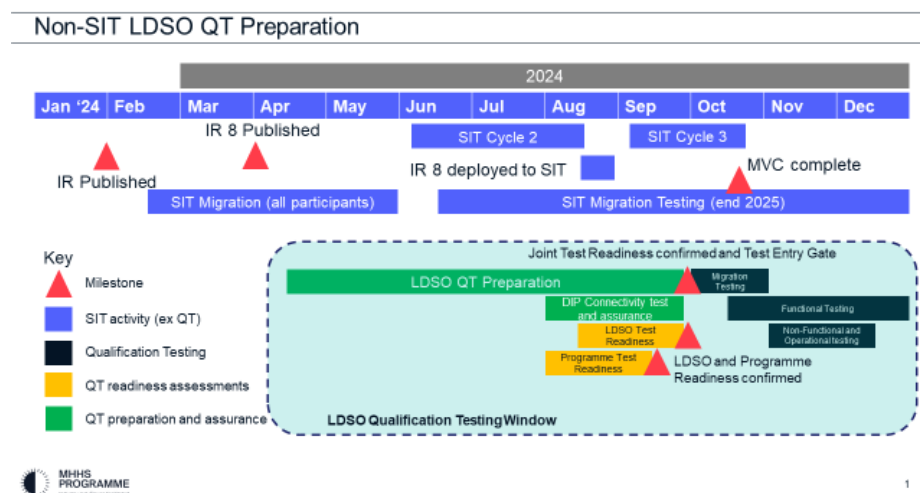 Non-SIT LDSO QT Preparation
2024
Jan ‘24 Feb Mar Apr May Jun Jul Aug Sep Oct Nov Dec
IR 8 Published
SIT Cycle 2
SIT Cycle 3
IR 8 deployed to SIT
MVC complete
IR Published
SIT Migration (all participants)
SIT Migration Testing (end 2025)
Key
Milestone
SIT activity (ex QT)
Qualification Testing
QT readiness assessments
QT preparation and assurance
Joint Test Readiness confirmed and Test Entry Gate
LDSO QT Preparation
Migration
Testing
DIP Connectivity test
and assurance
Functional Testing
LDSO Test
Readiness
Non-Functional and
Operational testing
Programme Test
Readiness
LDSO and Programme
Readiness confirmed
LDSO Qualification Testing Window
MHHS
PROGRAMME
1